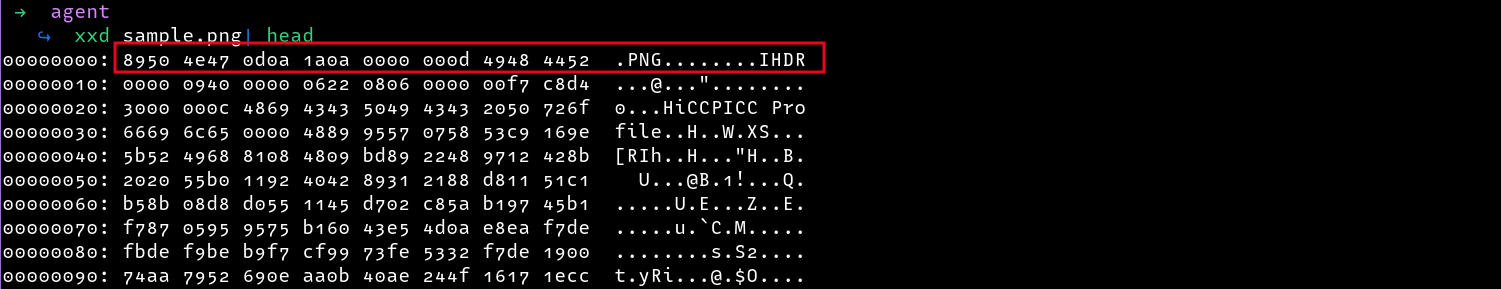 → agent
↪ xxd sample.png| head
00000000: 8950 4e47 0d0a 1a0a 0000 000d 4948 4452  .PNG........IHDR
00000010: 0000 0940 0000 0622 0806 0000 00f7 c8d4  ...@..."........
00000020: 3000 000c 4869 4343 5049 4343 2050 726f  0...HiCCPICC Pro
00000030: 6669 6c65 0000 4889 9557 0758 53c9 169e  file..H..W.XS...
00000040: 5b52 4968 8108 4809 bd89 2248 9712 428b  [RIh..H..."H..B.
00000050: 2020 55b0 1192 4042 8931 2188 d811 51c1    U...@B.1!...Q.
00000060: b58b 08d8 d055 1145 d702 c85a b197 45b1  .....U.E...Z..E.
00000070: f787 0595 9575 b160 43e5 4d0a e8ea f7de  .....u.`C.M.....
00000080: fbde f9be b9f7 cf99 73fe 5332 f7de 1900  ........s.S2....
00000090: 74aa 7952 690e aa0b 40ae 244f 1617 1ecc  t.yRi...@.$O....